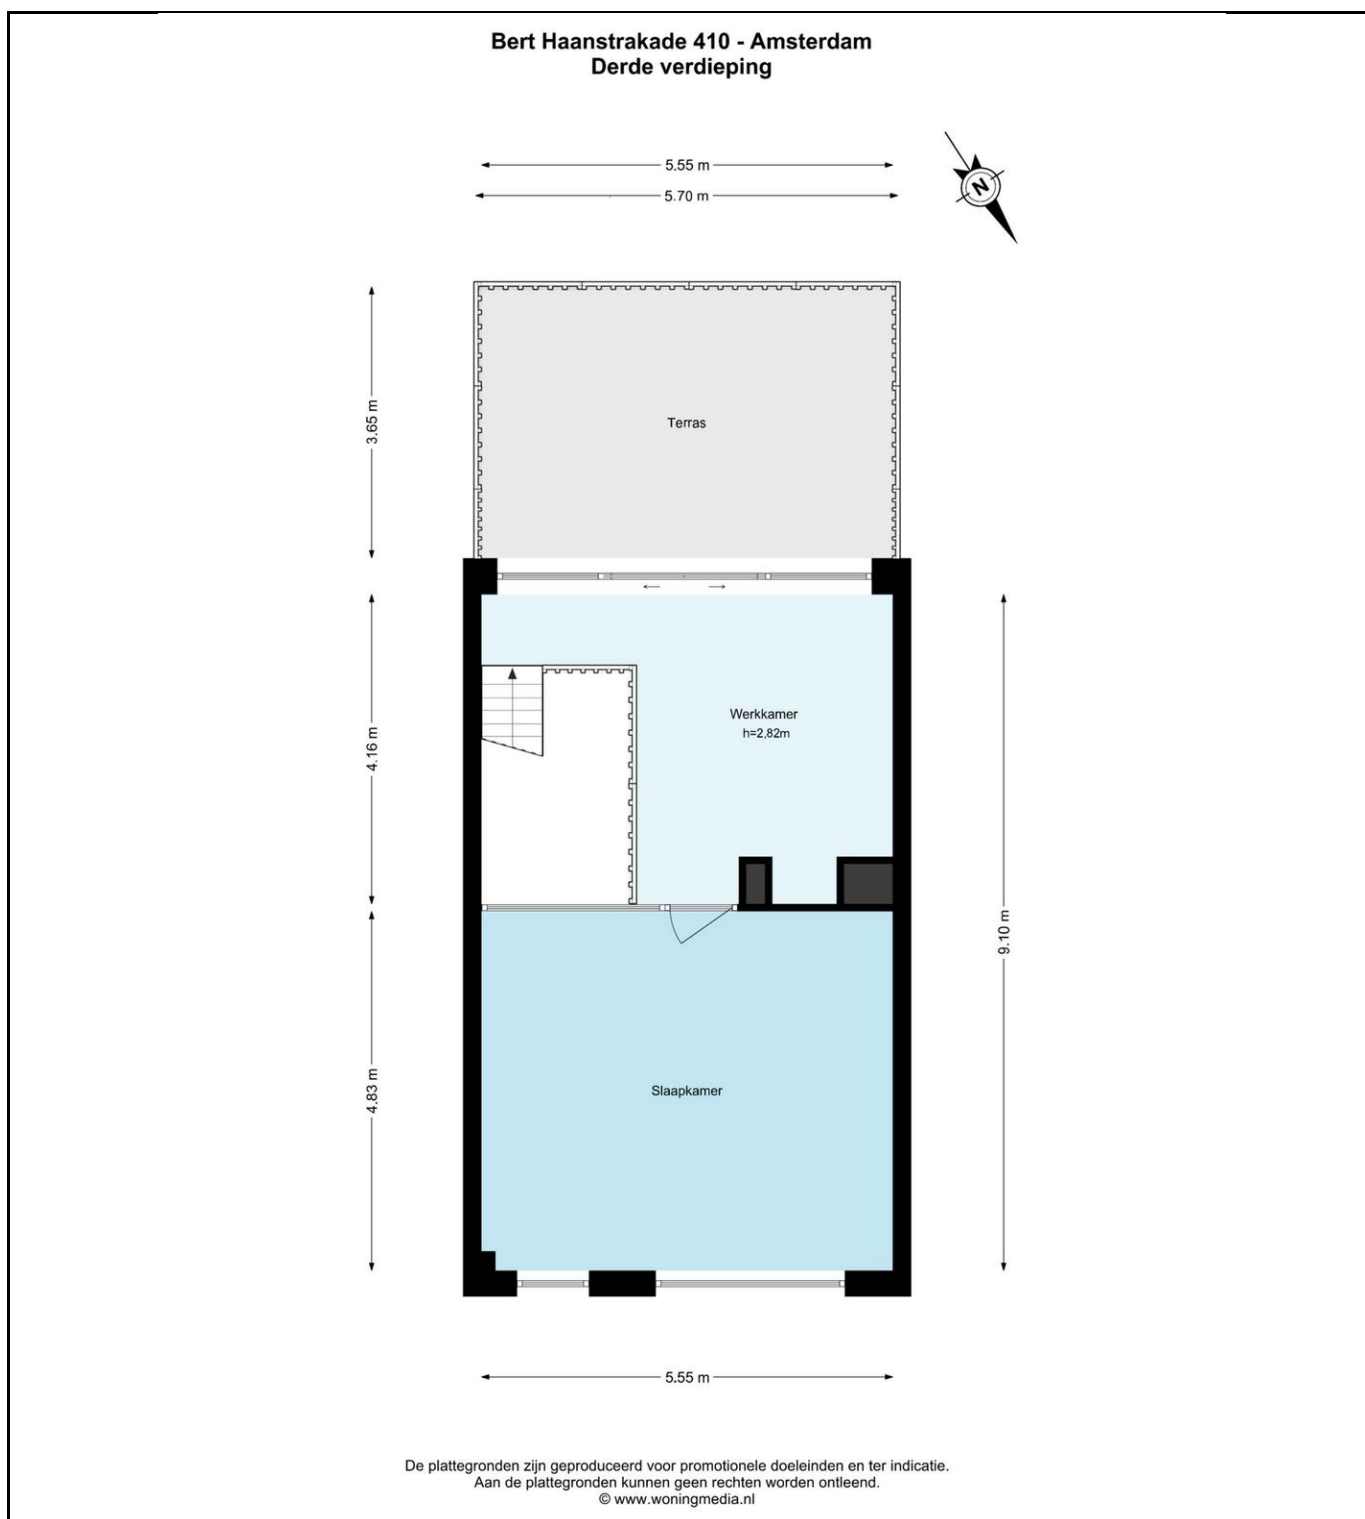 Bert Haanstrakade 410 - Amsterdam
Derde verdieping
5.55 m
5.70 m
N
3.65 m
Terras
4.16 m
Werkkamer
h=2,82m
9.10 m
4.83 m
Slaapkamer
5.55 m
De plattegronden zijn geproduceerd voor promotionele doeleinden en ter indicatie.
Aan de plattegronden kunnen geen rechten worden ontleend.
© www.woningmedia.nl